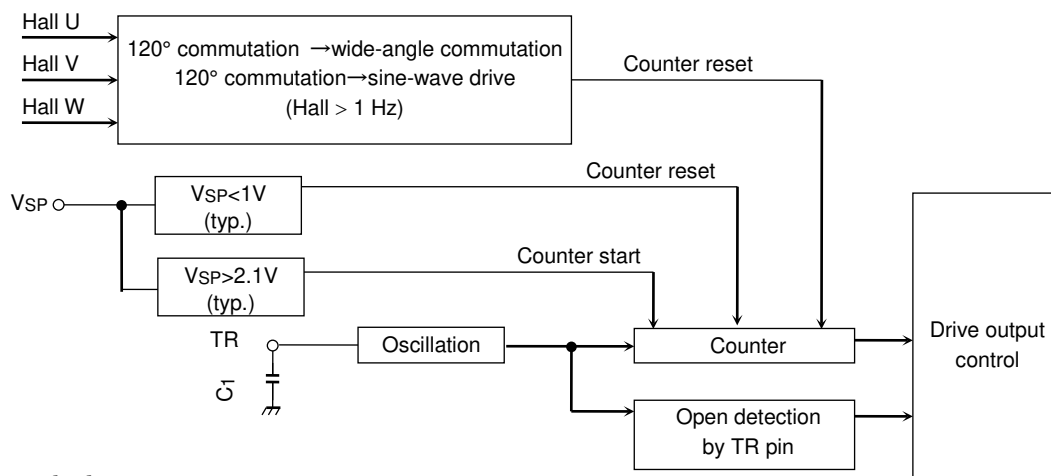 Hall U
Hall V
Hall W
120° commutation →wide-angle commutation
120° commutation→sine-wave drive
(Hall > 1 Hz)
Counter reset
Counter reset
VSP
VSP<1V
(typ.)
Counter start
VSP>2.1V
(typ.)
TR
Oscillation
Counter
Drive output
control
C1
Open detection
by TR pin